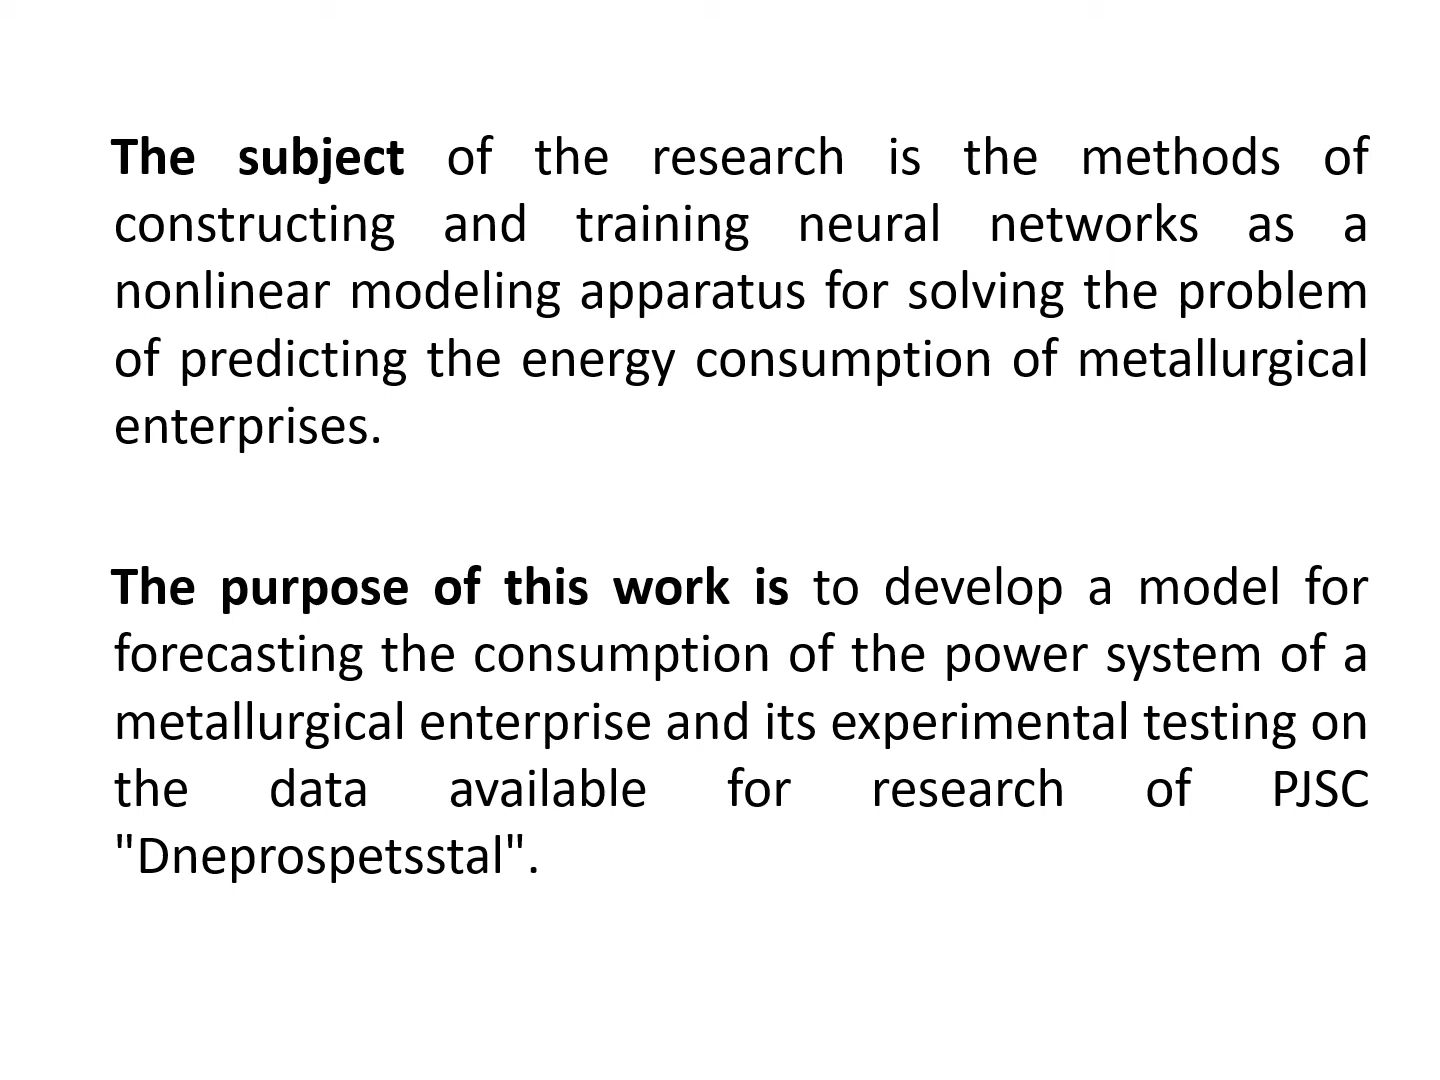 The subject of the research is the methods of
constructing and training neural networks as a
nonlinear modeling apparatus for solving the problem
of predicting the energy consumption of metallurgical
enterprises.
The purpose of this work is to develop a model for
forecasting the consumption of the power system of a
metallurgical enterprise and its experimental testing on
the data available for research of PJSC
"Dneprospetsstal".